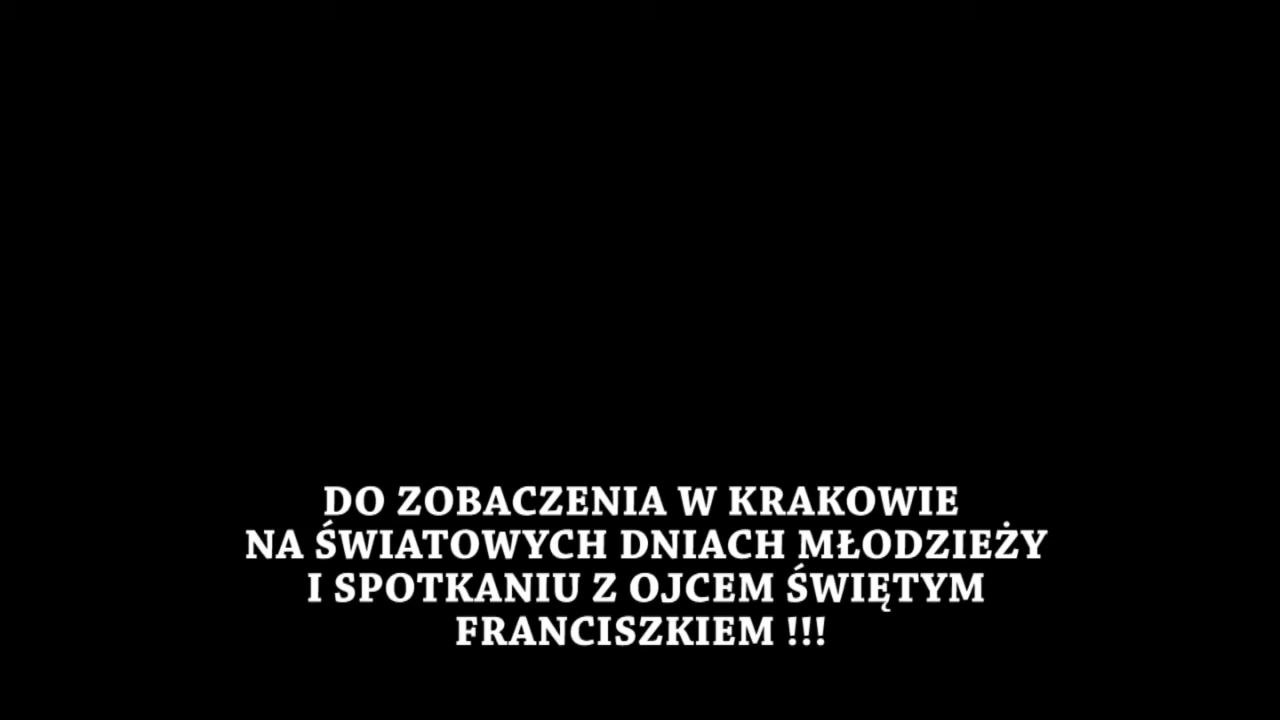 DO ZOBACZENIA W KRAKOWIE
NA ŚWIATOWYCH DNIACH MŁODZIEŻY
I SPOTKANIU Z OJCEM ŚWIĘTYM
FRANCISZKIEM !!!